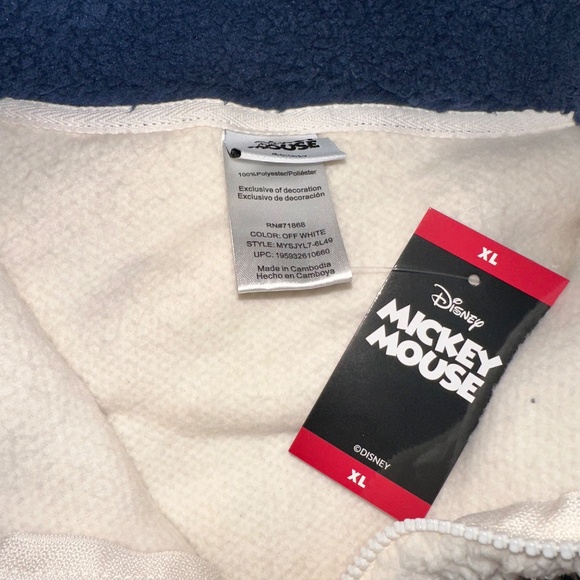 MOUSE
100%Polyester/Poliéster
Exclusive of decoration
Exclusivo de decoración
RN#71868
COLOR: OFF WHITE
STYLE: MYSJYL7-6L49
UPC: 195932610660
Made in Cambodia
Hecho en Camboya
XL
Disney
MICKEY
MOUSE
©DISNEY
XL